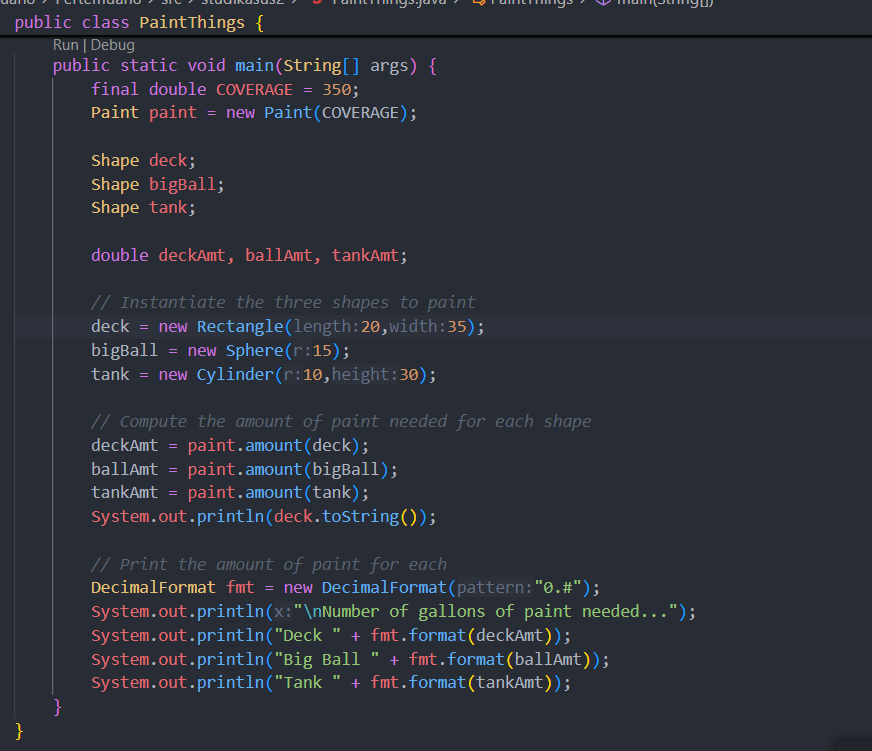 PaintThings.java
PaintThings
main(String[])
public class PaintThings {
Run | Debug
public static void main(String[] args) {
final double COVERAGE = 350;
Paint paint = new Paint(COVERAGE);
Shape deck;
Shape bigBall;
Shape tank;
double deckAmt, ballAmt, tankAmt;
// Instantiate the three shapes to paint
deck = new Rectangle(length:20,width:35);
bigBall = new Sphere(r:15);
tank = new Cylinder(r:10,height:30);
// Compute the amount of paint needed for each shape
deckAmt = paint.amount(deck);
ballAmt = paint.amount(bigBall);
tankAmt = paint.amount(tank);
System.out.println(deck.toString());
// Print the amount of paint for each
DecimalFormat fmt = new DecimalFormat(pattern:"0.#");
System.out.println(x:"\nNumber of gallons of paint needed...");
System.out.println("Deck " + fmt.format(deckAmt));
System.out.println("Big Ball " + fmt.format(ballAmt));
System.out.println("Tank " + fmt.format(tankAmt));
}
}